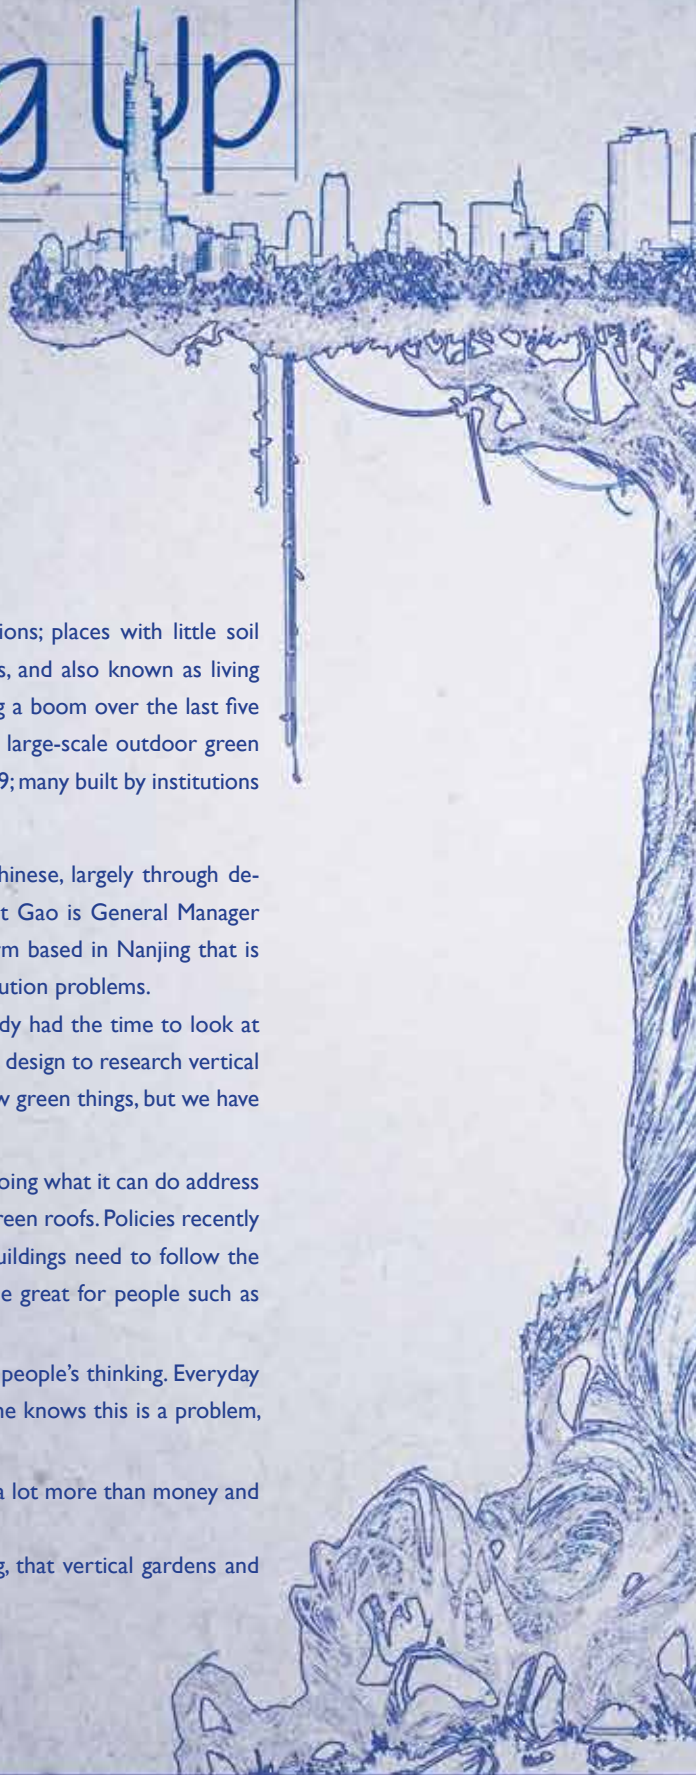 g Up
ions; places with little soil
s, and also known as living
g a boom over the last five
large-scale outdoor green
9; many built by institutions
hinese, largely through de-
t Gao is General Manager
rm based in Nanjing that is
ution problems.
dy had the time to look at
design to research vertical
w green things, but we have
oing what it can do address
reen roofs. Policies recently
uildings need to follow the
e great for people such as
people's thinking. Everyday
ne knows this is a problem,
a lot more than money and
g, that vertical gardens and